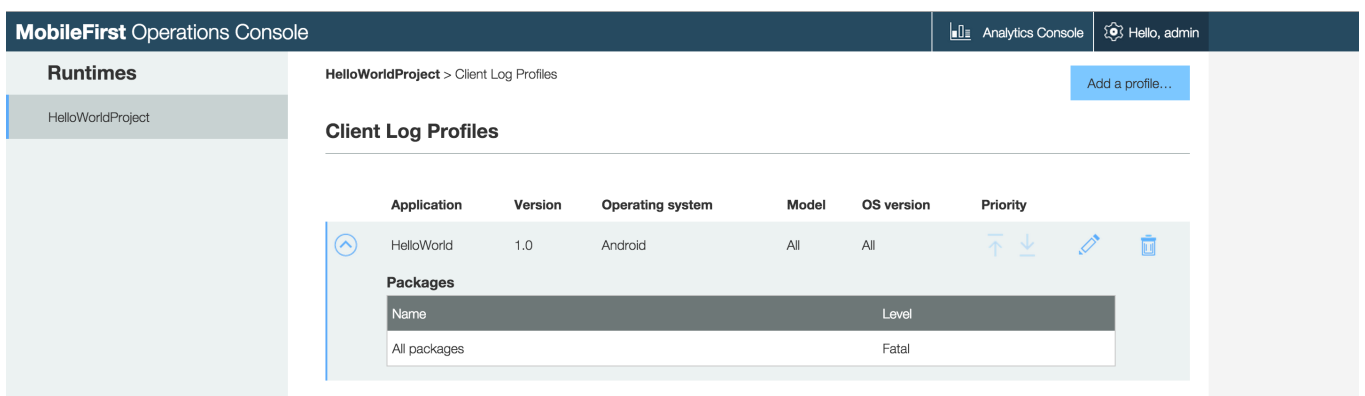 MobileFirst Operations Console Analytics Console Hello, admin
Runtimes
HelloWorldProject
HelloWorldProject > Client Log Profiles
Add a profile...
Client Log Profiles
Application Version Operating system Model OS version Priority
HelloWorld 1.0 Android All All
Packages
Name Level
All packages Fatal